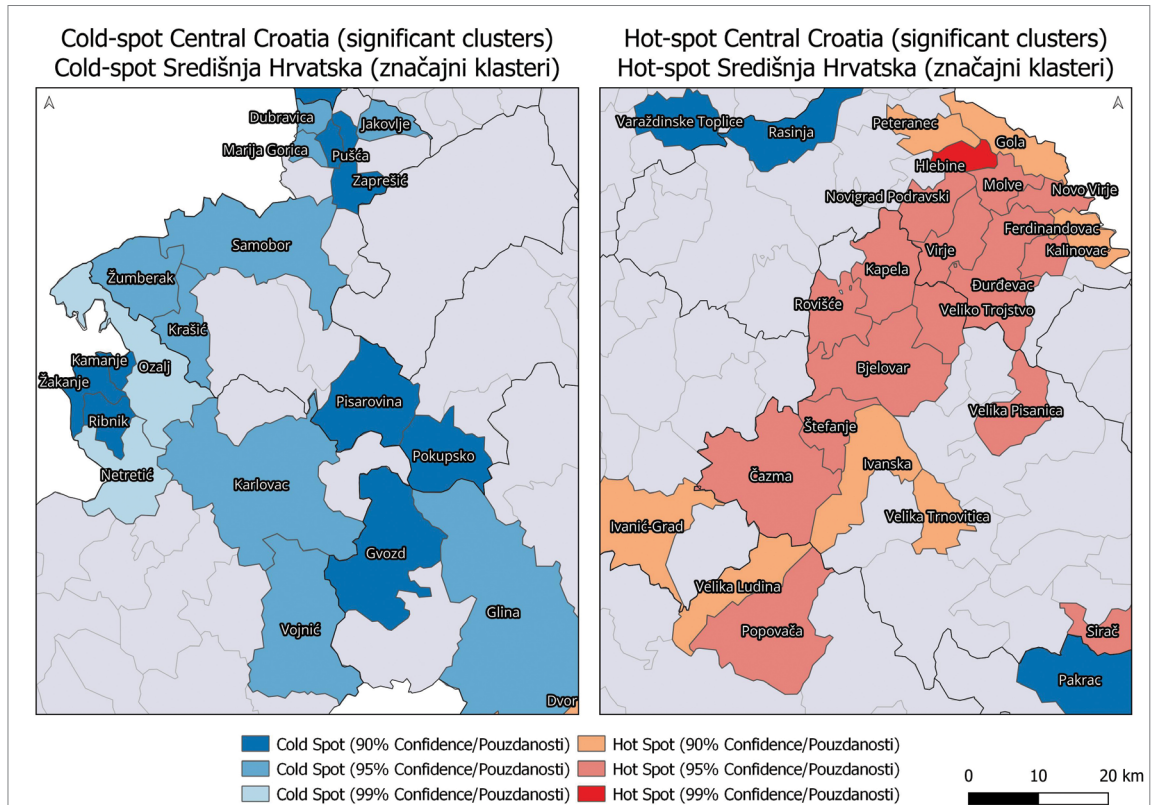 Cold-spot Central Croatia (significant clusters)
Cold-spot Središnja Hrvatska (značajni klasteri)
Dubravica
Jakovlje
Marija Gorica
Pušća
Zaprešić
Samobor
Žumberak
Krašić
Kamanje
Ozalj
Žakanje
Ribnik
Pisarovina
Pokupsko
Netretić
Karlovac
Gvozd
Glina
Vojnić
Dvor
Hot-spot Central Croatia (significant clusters)
Hot-spot Središnja Hrvatska (značajni klasteri)
Varaždinske Toplice
Rasinja
Peteranec
Gola
Hlebine
Molve
Novo Virje
Novigrad Podravski
Ferdinandovac
Virje
Kalinovac
Kapela
Đurđevac
Rovišće
Veliko Trojstvo
Bjelovar
Velika Pisanica
Štefanje
Ivanska
Čazma
Velika Trnovitica
Ivanić-Grad
Velika Ludina
Popovača
Sirač
Pakrac
Cold Spot (90% Confidence/Pouzdanosti)
Cold Spot (95% Confidence/Pouzdanosti)
Cold Spot (99% Confidence/Pouzdanosti)
Hot Spot (90% Confidence/Pouzdanosti)
Hot Spot (95% Confidence/Pouzdanosti)
Hot Spot (99% Confidence/Pouzdanosti)
0 10 20 km